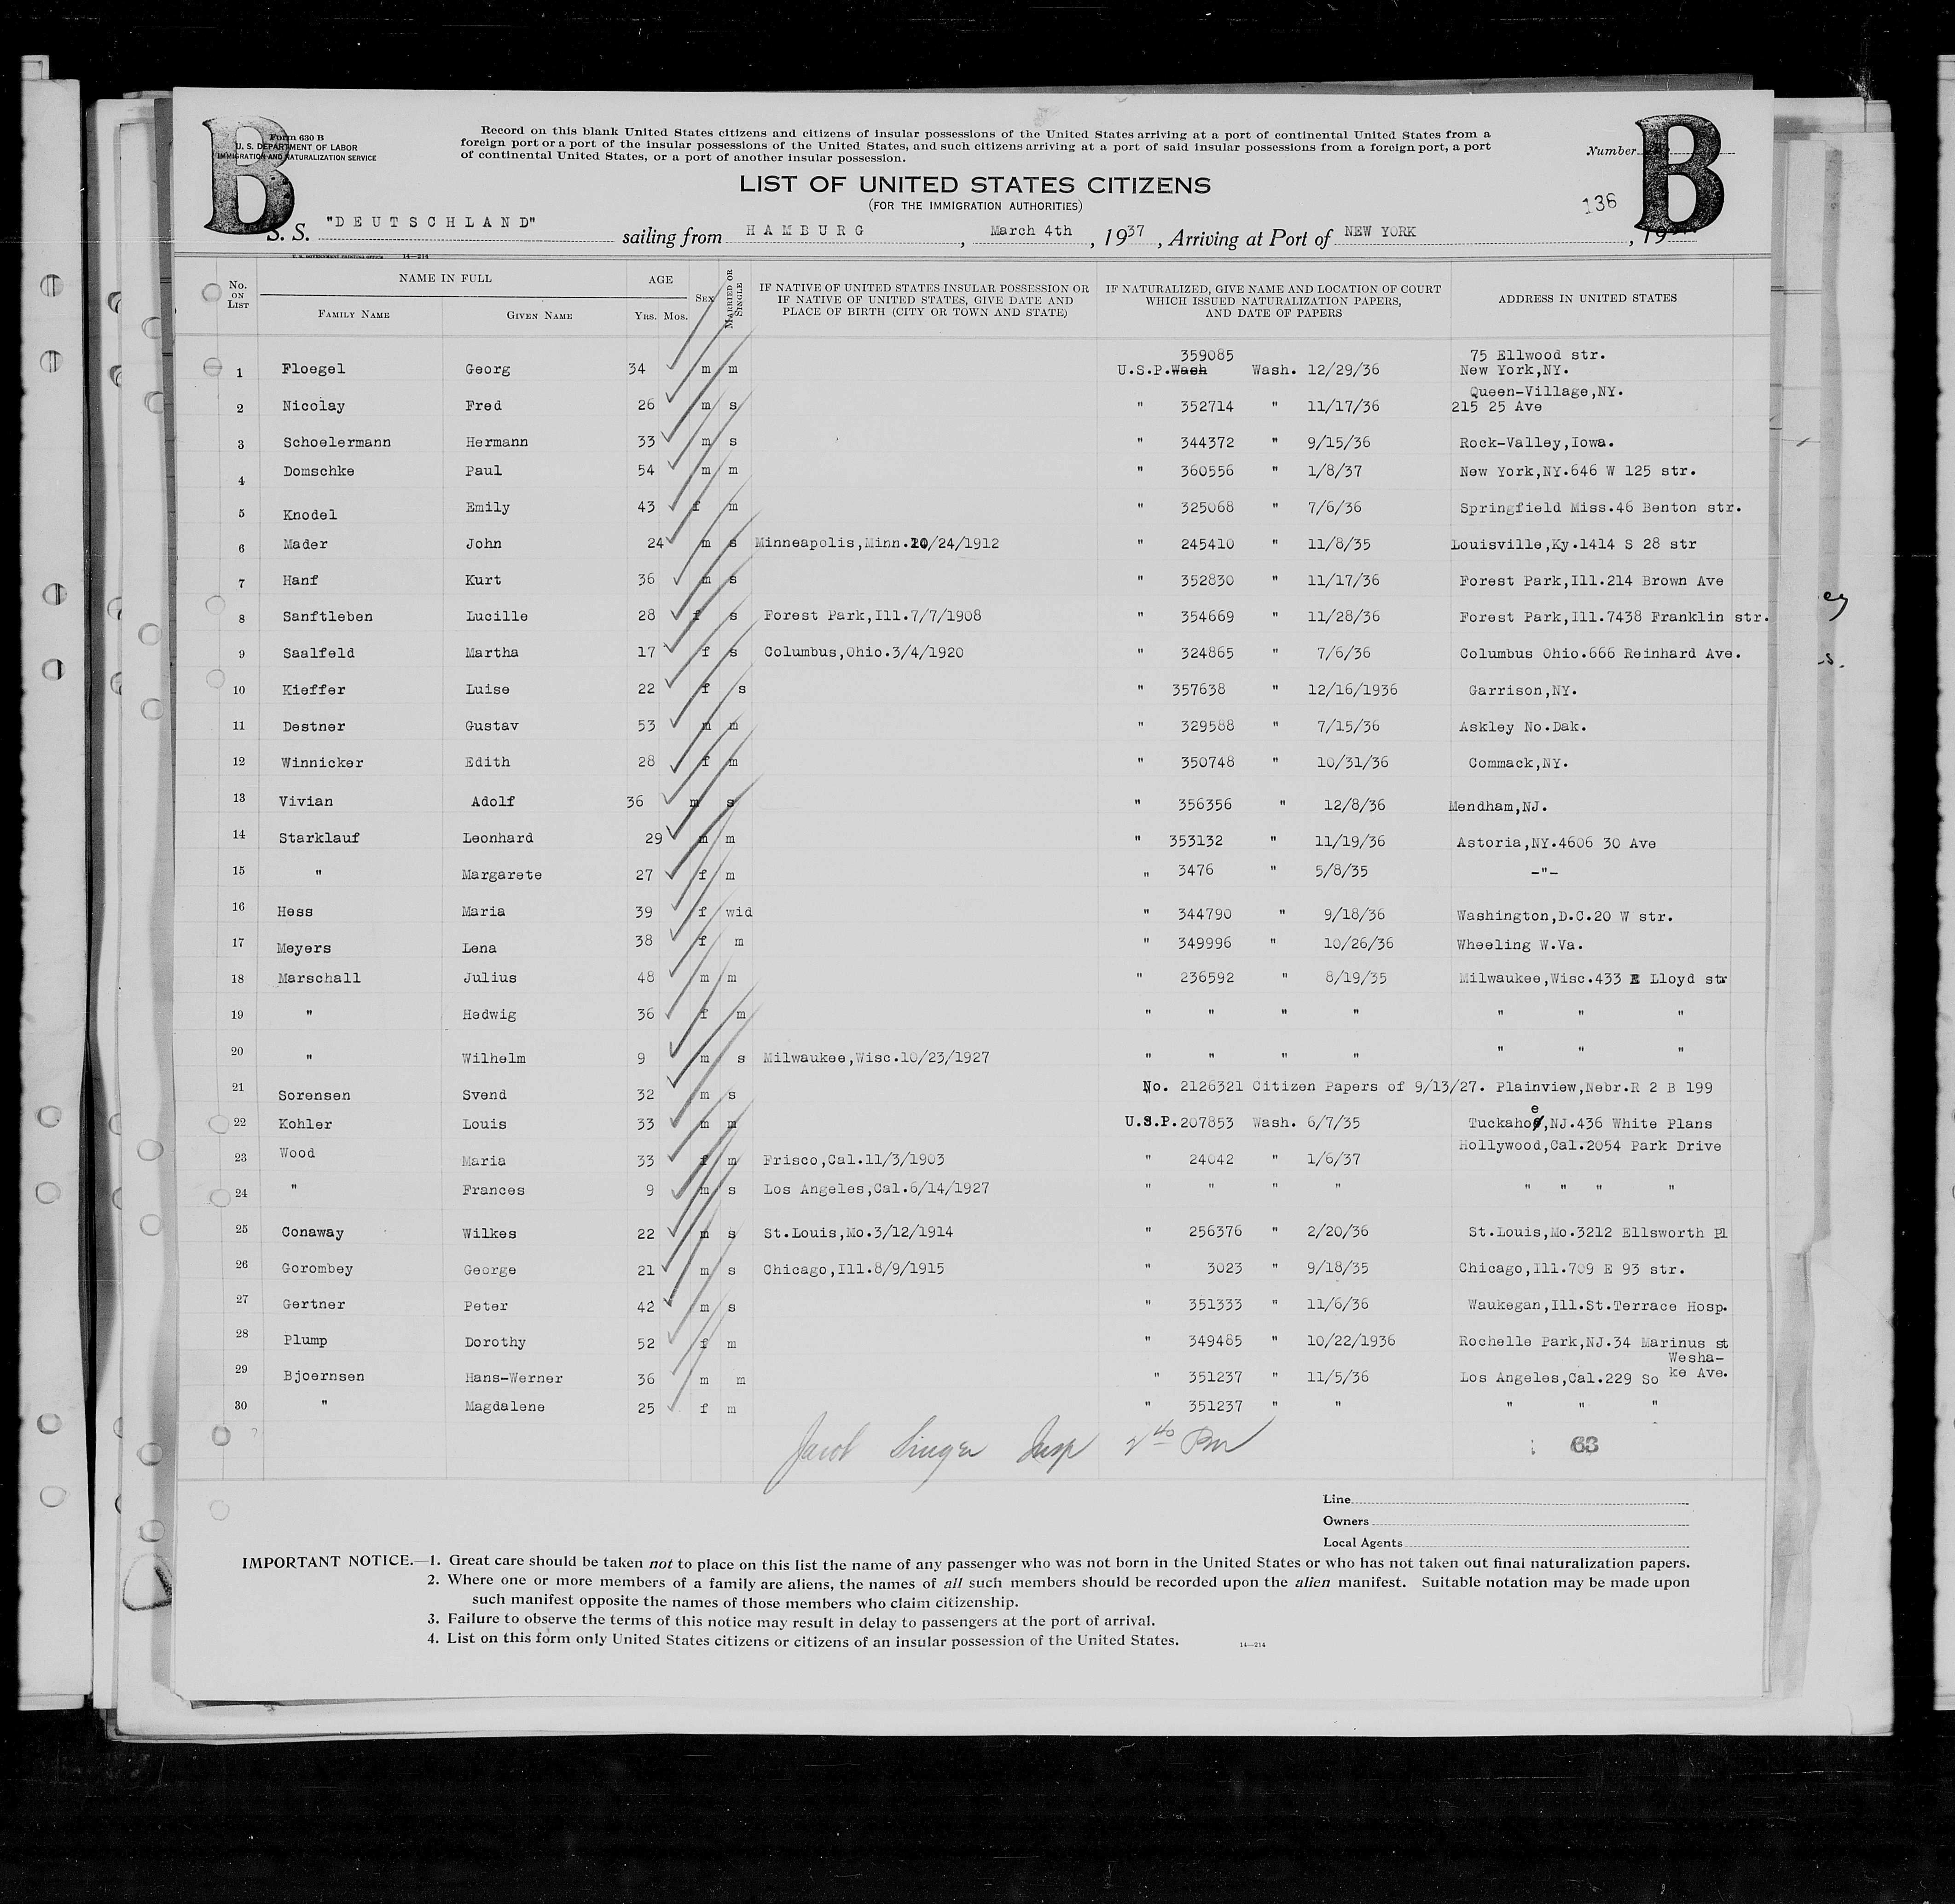 B
B
Form 630 B
U. S. DEPARTMENT OF LABOR
IMMIGRATION AND NATURALIZATION SERVICE
Record on this blank United States citizens and citizens of insular possessions of the United States arriving at a port of continental United States from a
foreign port or a port of the insular possessions of the United States, and such citizens arriving at a port of said insular possessions from a foreign port, a port
of continental United States, or a port of another insular possession.
Number
LIST OF UNITED STATES CITIZENS
(FOR THE IMMIGRATION AUTHORITIES)
136
S. S. "DEUTSCHLAND" sailing from HAMBURG, March 4th, 1937, Arriving at Port of NEW YORK, 19
U. S. GOVERNMENT PRINTING OFFICE 14—214
No. ON LIST NAME IN FULL FAMILY NAME GIVEN NAME AGE YRS. MOS. SEX MARRIED OR SINGLE IF NATIVE OF UNITED STATES INSULAR POSSESSION OR IF NATIVE OF UNITED STATES, GIVE DATE AND PLACE OF BIRTH (CITY OR TOWN AND STATE) IF NATURALIZED, GIVE NAME AND LOCATION OF COURT WHICH ISSUED NATURALIZATION PAPERS, AND DATE OF PAPERS ADDRESS IN UNITED STATES
359085 75 Ellwood str.
1 Floegel Georg 34 m m U.S.P.Wash Wash. 12/29/36 New York,NY.
Queen-Village,NY.
2 Nicolay Fred 26 m s " 352714 " 11/17/36 215 25 Ave
3 Schoelermann Hermann 33 m s " 344372 " 9/15/36 Rock-Valley,Iowa.
4 Domschke Paul 54 m m " 360556 " 1/8/37 New York,NY.646 W 125 str.
5 Knodel Emily 43 f m " 325068 " 7/6/36 Springfield Miss.46 Benton str.
6 Mader John 24 m s Minneapolis,Minn.10/24/1912 " 245410 " 11/8/35 Louisville,Ky.1414 S 28 str
7 Hanf Kurt 36 m s " 352830 " 11/17/36 Forest Park,Ill.214 Brown Ave
8 Sanftleben Lucille 28 f s Forest Park,Ill.7/7/1908 " 354669 " 11/28/36 Forest Park,Ill.7438 Franklin str.
9 Saalfeld Martha 17 f s Columbus,Ohio.3/4/1920 " 324865 " 7/6/36 Columbus Ohio.666 Reinhard Ave.
10 Kieffer Luise 22 f s " 357638 " 12/16/1936 Garrison,NY.
11 Destner Gustav 53 m m " 329588 " 7/15/36 Askley No.Dak.
12 Winnicker Edith 28 f m " 350748 " 10/31/36 Commack,NY.
13 Vivian Adolf 36 m s " 356356 " 12/8/36 Mendham,NJ.
14 Starklauf Leonhard 29 m m " 353132 " 11/19/36 Astoria,NY.4606 30 Ave
15 " Margarete 27 f m " 3476 " 5/8/35 -"-
16 Hess Maria 39 f wid " 344790 " 9/18/36 Washington,D.C.20 W str.
17 Meyers Lena 38 f m " 349996 " 10/26/36 Wheeling W.Va.
18 Marschall Julius 48 m m " 236592 " 8/19/35 Milwaukee,Wisc.433 E Lloyd str
19 " Hedwig 36 f m " " " " " " "
20 " Wilhelm 9 m s Milwaukee,Wisc.10/23/1927 " " " " " " "
21 Sorensen Svend 32 m s No. 2126321 Citizen Papers of 9/13/27. Plainview,Nebr.R 2 B 199
22 Kohler Louis 33 m m U.S.P.207853 Wash. 6/7/35 Tuckahoe,NJ.436 White Plans
23 Wood Maria 33 f m Frisco,Cal.11/3/1903 " 24042 " 1/6/37 Hollywood,Cal.2054 Park Drive
24 " Frances 9 m s Los Angeles,Cal.6/14/1927 " " " " " " " "
25 Conaway Wilkes 22 m s St.Louis,Mo.3/12/1914 " 256376 " 2/20/36 St.Louis,Mo.3212 Ellsworth Pl
26 Gorombey George 21 m s Chicago,Ill.8/9/1915 " 3023 " 9/18/35 Chicago,Ill.709 E 93 str.
27 Gertner Peter 42 m s " 351333 " 11/6/36 Waukegan,Ill.St.Terrace Hosp.
28 Plump Dorothy 52 f m " 349485 " 10/22/1936 Rochelle Park,NJ.34 Marinus st
29 Bjoernsen Hans-Werner 36 m m " 351237 " 11/5/36 Los Angeles,Cal.229 So Wesha-
ke Ave.
30 " Magdalene 25 f m " 351237 " " " " "
Jacob Singer Insp
63
Line
Owners
Local Agents
IMPORTANT NOTICE.—1. Great care should be taken not to place on this list the name of any passenger who was not born in the United States or who has not taken out final naturalization papers.
2. Where one or more members of a family are aliens, the names of all such members should be recorded upon the alien manifest. Suitable notation may be made upon
such manifest opposite the names of those members who claim citizenship.
3. Failure to observe the terms of this notice may result in delay to passengers at the port of arrival.
4. List on this form only United States citizens or citizens of an insular possession of the United States. 14—214